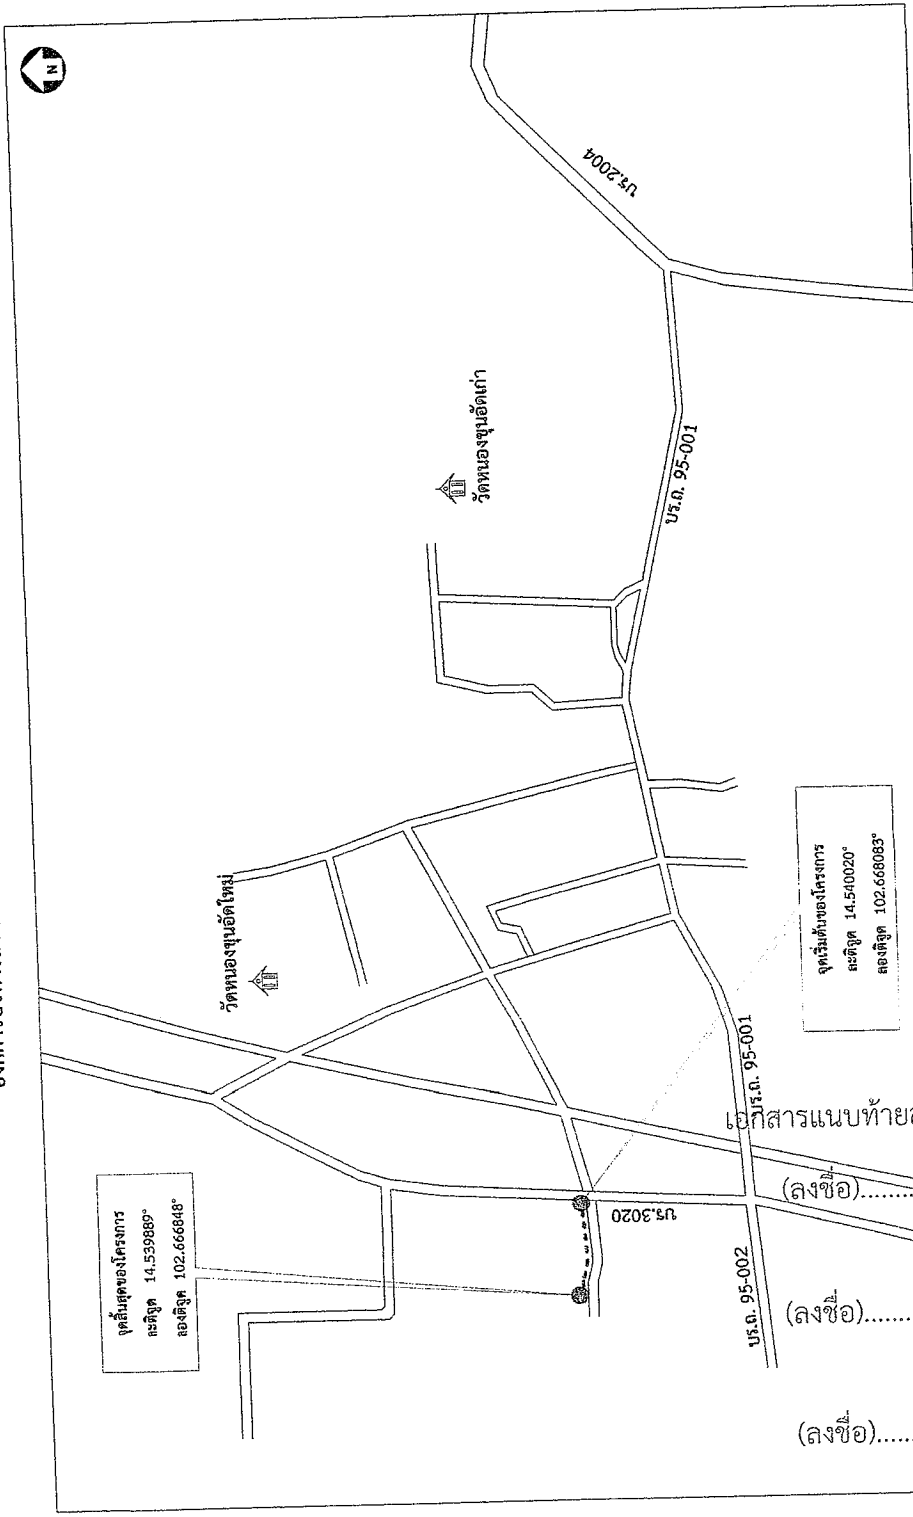 N
บร.2004
วัดหนองขุนอัดเก่า
บร.ถ. 95-001
วัดหนองขุนอัดใหม่
จุดเริ่มต้นของโครงการ
ละติจูด 14.540020°
ลองติจูด 102.668083°
บร.ถ. 95-001
จุดสิ้นสุดของโครงการ
ละติจูด 14.539889°
ลองติจูด 102.666848°
บร.3020
บร.ถ. 95-002
เอกสารแนบท้าย
(ลงชื่อ)........
(ลงชื่อ)........
(ลงชื่อ)......